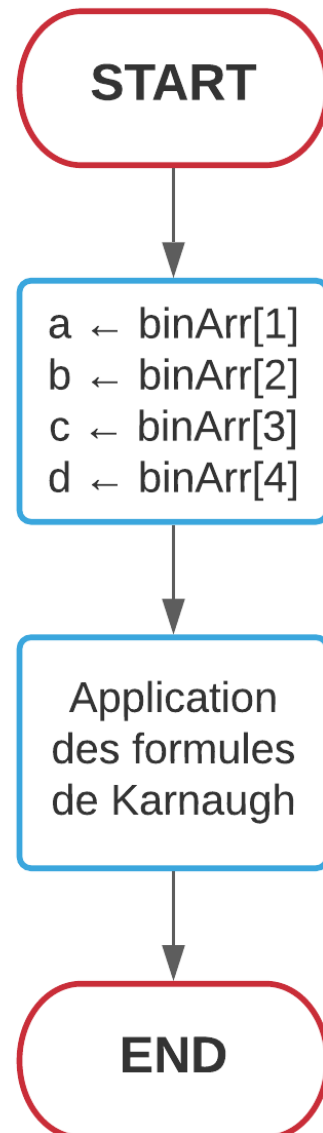 START
a ← binArr[1]
b ← binArr[2]
c ← binArr[3]
d ← binArr[4]
Application
des formules
de Karnaugh
END